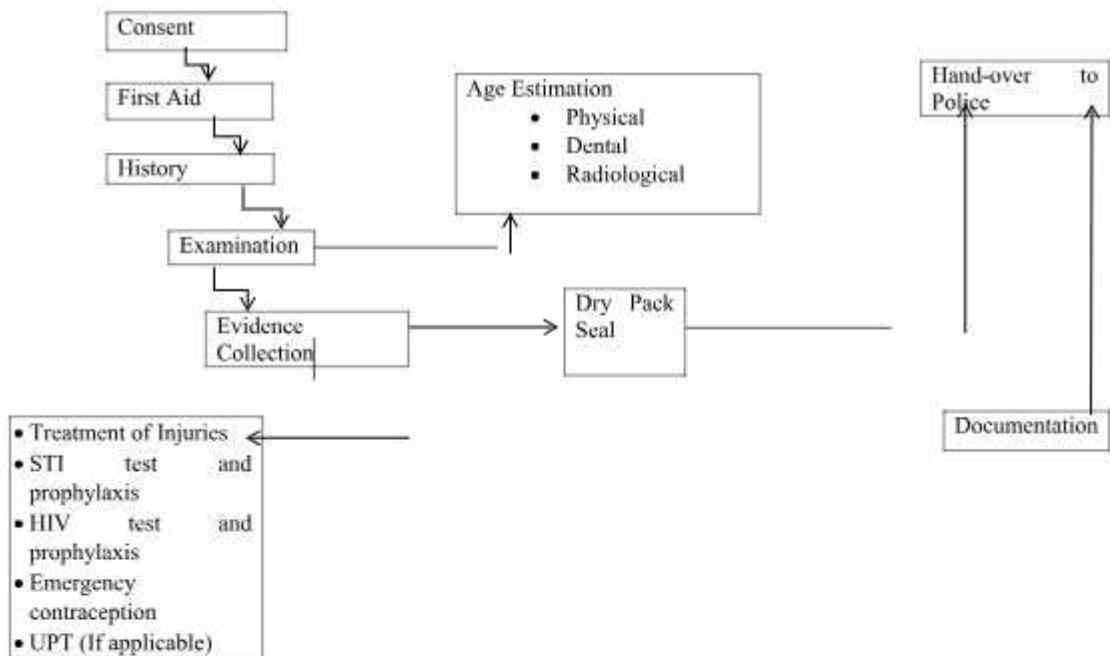 Consent
First Aid
History
Examination
Evidence
Collection
Age Estimation
• Physical
• Dental
• Radiological
Dry Pack
Seal
Hand-over to
Police
Documentation
• Treatment of Injuries
• STI test and
prophylaxis
• HIV test and
prophylaxis
• Emergency
contraception
• UPT (If applicable)